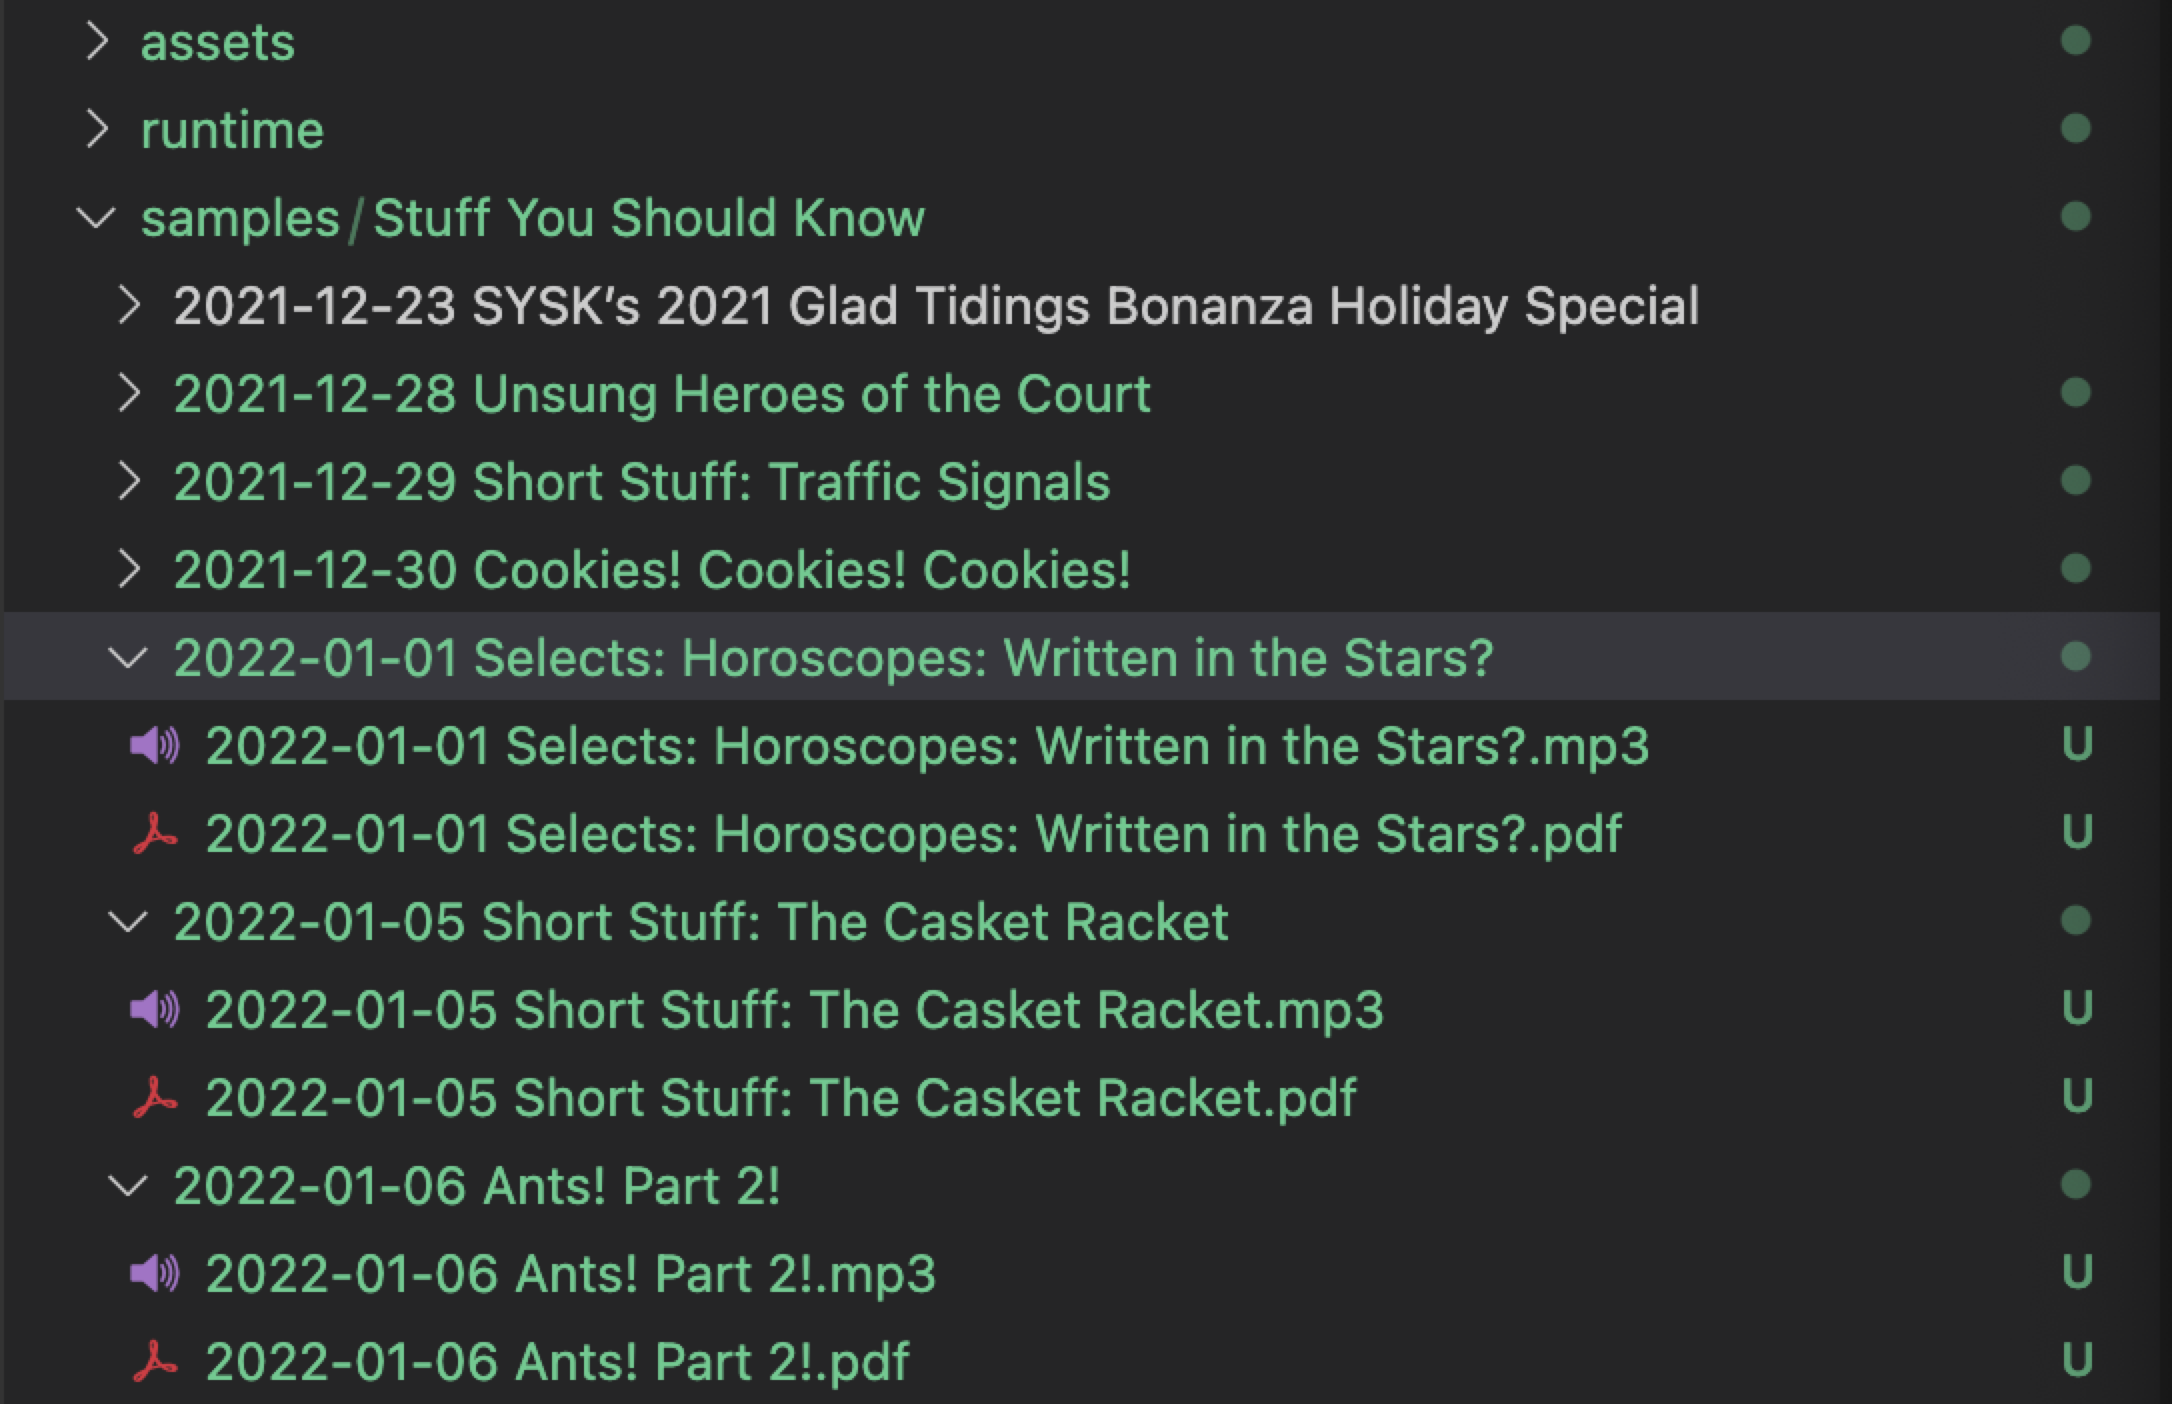 assets
runtime
samples/Stuff You Should Know
2021-12-23 SYSK’s 2021 Glad Tidings Bonanza Holiday Special
2021-12-28 Unsung Heroes of the Court
2021-12-29 Short Stuff: Traffic Signals
2021-12-30 Cookies! Cookies! Cookies!
2022-01-01 Selects: Horoscopes: Written in the Stars?
2022-01-01 Selects: Horoscopes: Written in the Stars?.mp3 U
2022-01-01 Selects: Horoscopes: Written in the Stars?.pdf U
2022-01-05 Short Stuff: The Casket Racket
2022-01-05 Short Stuff: The Casket Racket.mp3 U
2022-01-05 Short Stuff: The Casket Racket.pdf U
2022-01-06 Ants! Part 2!
2022-01-06 Ants! Part 2!.mp3 U
2022-01-06 Ants! Part 2!.pdf U